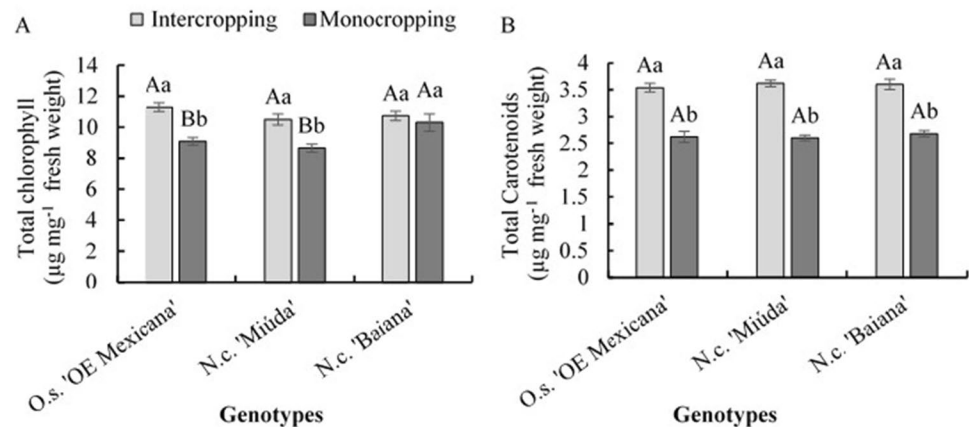 A
Intercropping
Monocropping
Total chlorophyll
(µg mg⁻¹ fresh weight)
14
12
10
8
6
4
2
0
Aa
Bb
Aa
Bb
Aa
Aa
O.s. 'OE Mexicana'
N.c. 'Miúda'
N.c. 'Baiana'
Genotypes
B
Total Carotenoids
(µg mg⁻¹ fresh weight)
4
3.5
3
2.5
2
1.5
1
0.5
0
Aa
Ab
Aa
Ab
Aa
Ab
O.s. 'OE Mexicana'
N.c. 'Miúda'
N.c. 'Baiana'
Genotypes